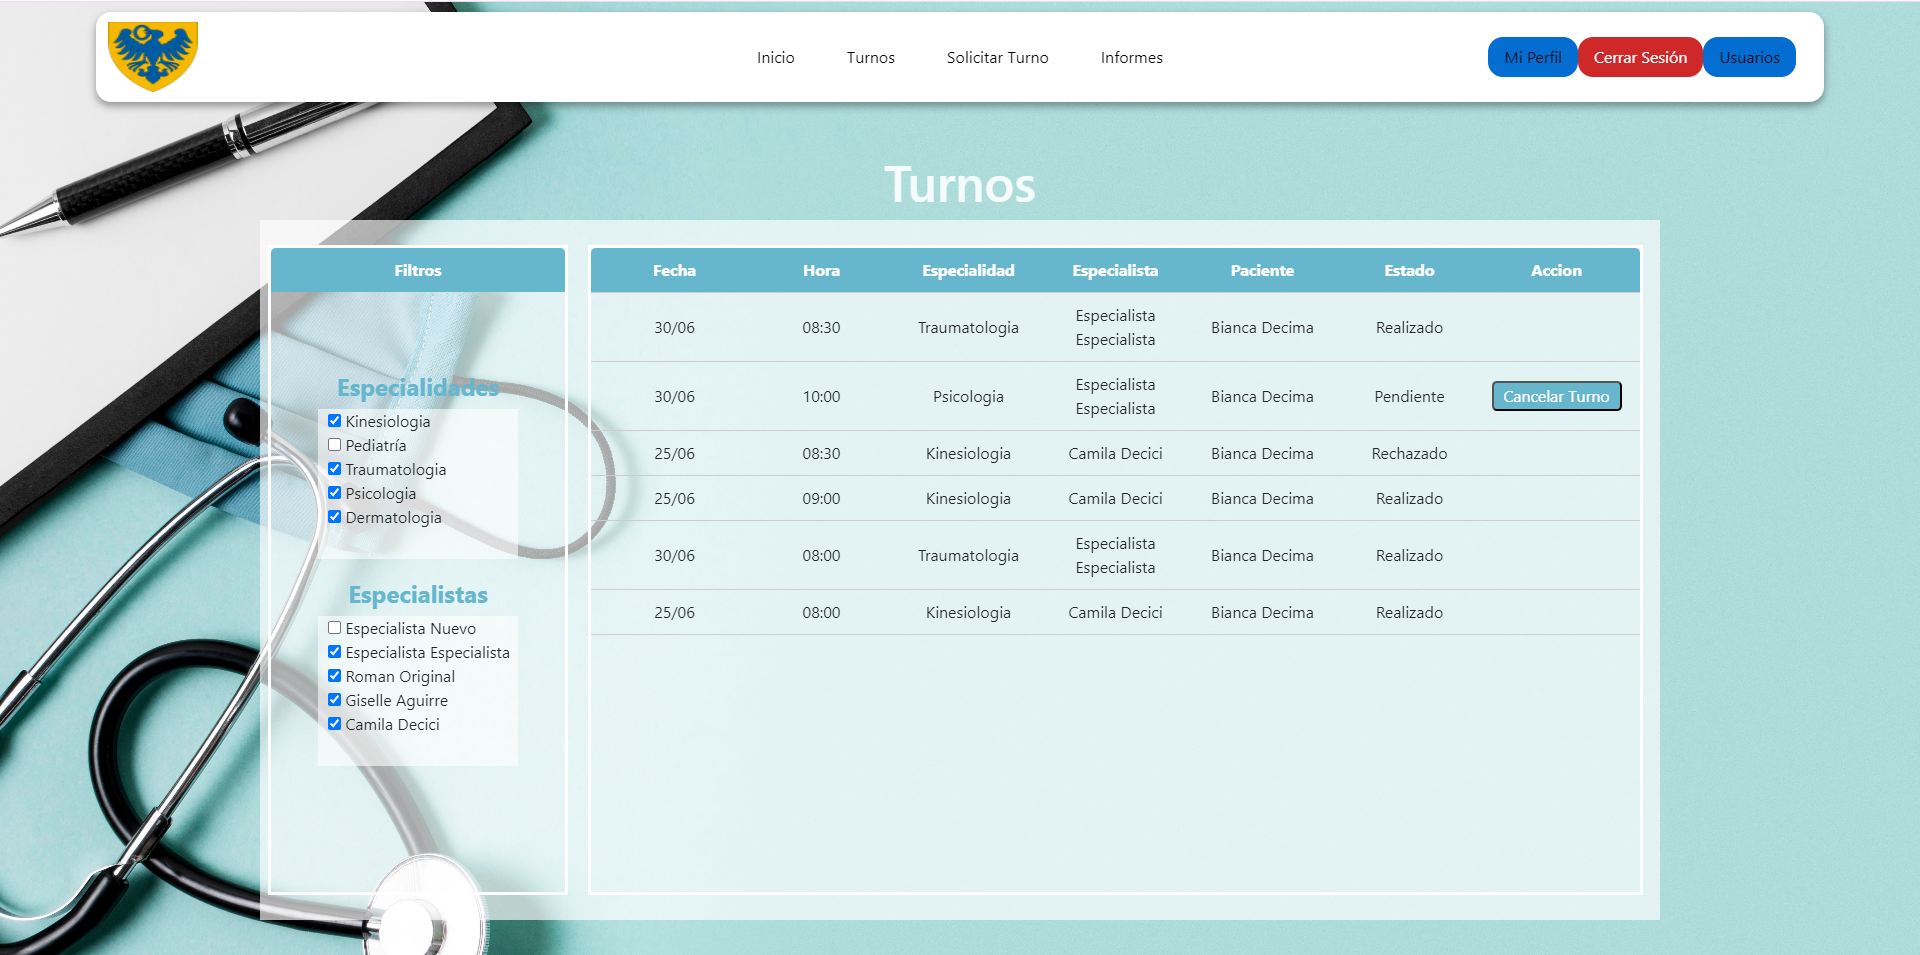 Inicio Turnos Solicitar Turno Informes Mi Perfil Cerrar Sesión Usuarios
Turnos
Filtros
Especialidades
Kinesiologia
Pediatría
Traumatologia
Psicologia
Dermatologia
Especialistas
Especialista Nuevo
Especialista Especialista
Roman Original
Giselle Aguirre
Camila Decici
Fecha Hora Especialidad Especialista Paciente Estado Accion
30/06 08:30 Traumatologia Especialista Especialista Bianca Decima Realizado
30/06 10:00 Psicologia Especialista Especialista Bianca Decima Pendiente Cancelar Turno
25/06 08:30 Kinesiologia Camila Decici Bianca Decima Rechazado
25/06 09:00 Kinesiologia Camila Decici Bianca Decima Realizado
30/06 08:00 Traumatologia Especialista Especialista Bianca Decima Realizado
25/06 08:00 Kinesiologia Camila Decici Bianca Decima Realizado